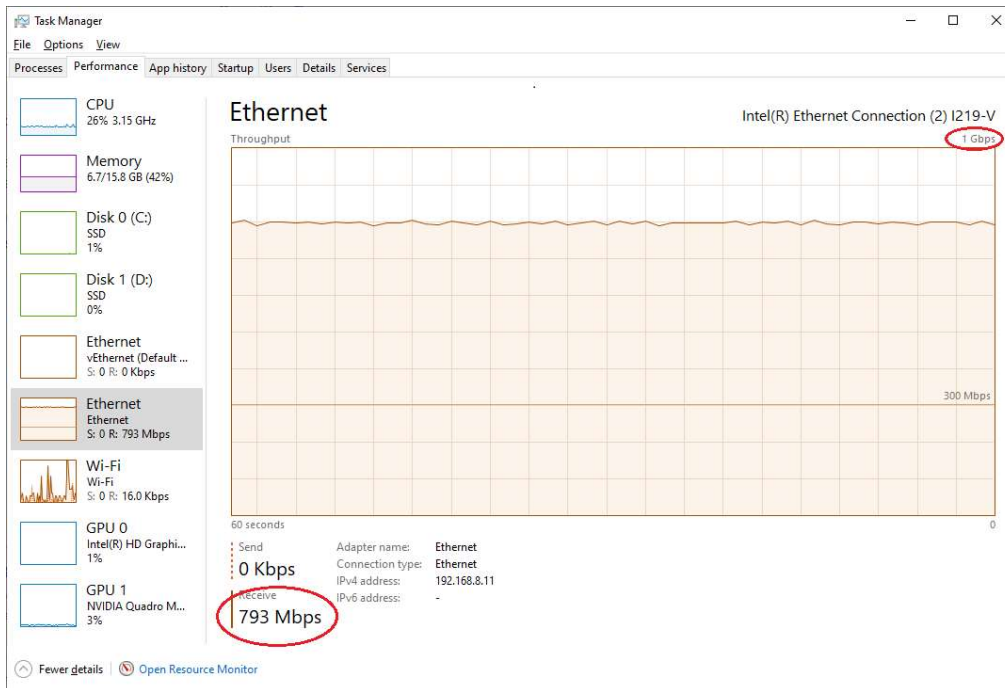 Task Manager
File Options View
Processes Performance App history Startup Users Details Services
CPU
26% 3.15 GHz
Memory
6.7/15.8 GB (42%)
Disk 0 (C:)
SSD
1%
Disk 1 (D:)
SSD
0%
Ethernet
vEthernet (Default ...
S: 0 R: 0 Kbps
Ethernet
Ethernet
S: 0 R: 793 Mbps
Wi-Fi
Wi-Fi
S: 0 R: 16.0 Kbps
GPU 0
Intel(R) HD Graphi...
1%
GPU 1
NVIDIA Quadro M...
3%
Ethernet Intel(R) Ethernet Connection (2) I219-V
Throughput 1 Gbps
300 Mbps
60 seconds 0
Send
0 Kbps
Receive
793 Mbps
Adapter name: Ethernet
Connection type: Ethernet
IPv4 address: 192.168.8.11
IPv6 address: -
Fewer details Open Resource Monitor